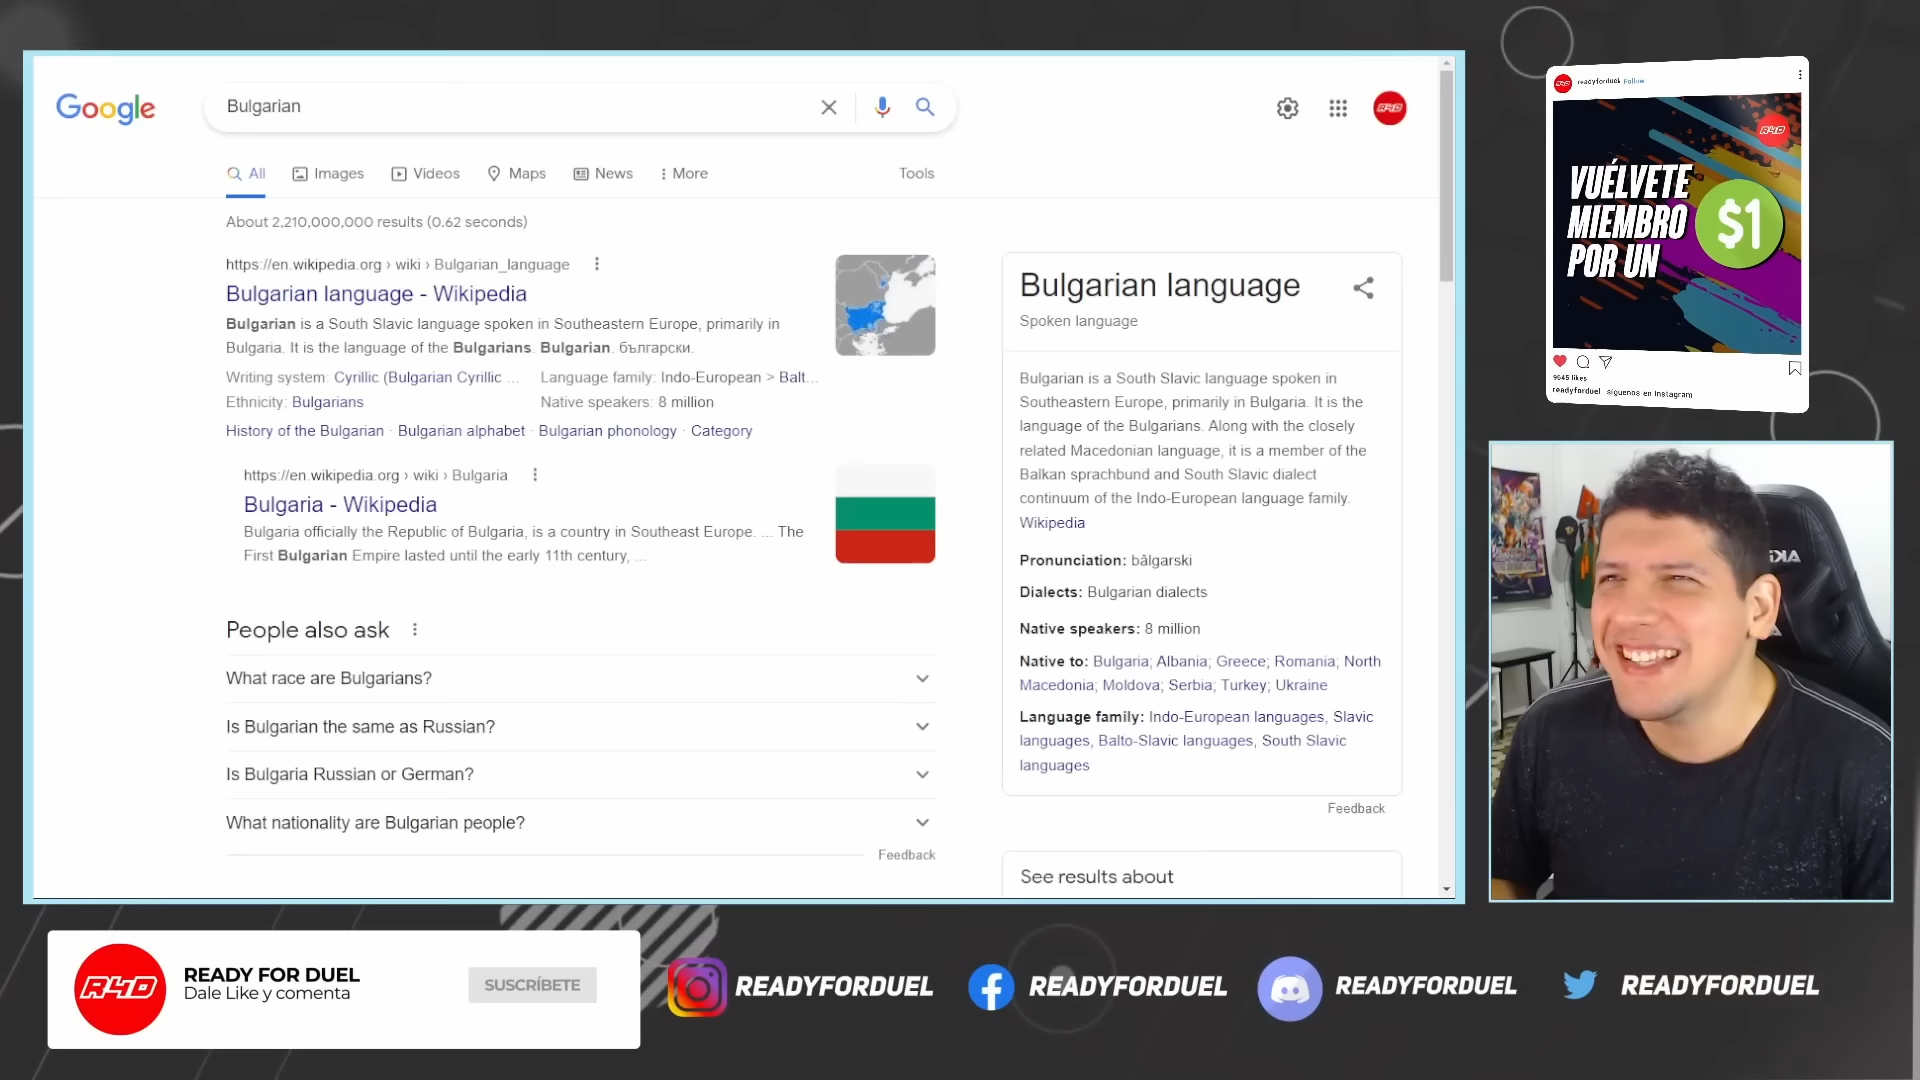 Google
Bulgarian
All
Images
Videos
Maps
News
More
Tools
About 2,210,000,000 results (0.62 seconds)
https://en.wikipedia.org › wiki › Bulgarian_language
Bulgarian language - Wikipedia
Bulgarian is a South Slavic language spoken in Southeastern Europe, primarily in
Bulgaria. It is the language of the Bulgarians. Bulgarian. български.
Writing system: Cyrillic (Bulgarian Cyrillic ...
Language family: Indo-European > Balt...
Ethnicity: Bulgarians
Native speakers: 8 million
History of the Bulgarian · Bulgarian alphabet · Bulgarian phonology · Category
https://en.wikipedia.org › wiki › Bulgaria
Bulgaria - Wikipedia
Bulgaria officially the Republic of Bulgaria, is a country in Southeast Europe. ... The
First Bulgarian Empire lasted until the early 11th century, ...
People also ask
What race are Bulgarians?
Is Bulgarian the same as Russian?
Is Bulgaria Russian or German?
What nationality are Bulgarian people?
Feedback
Bulgarian language
Spoken language
Bulgarian is a South Slavic language spoken in
Southeastern Europe, primarily in Bulgaria. It is the
language of the Bulgarians. Along with the closely
related Macedonian language, it is a member of the
Balkan sprachbund and South Slavic dialect
continuum of the Indo-European language family.
Wikipedia
Pronunciation: bălgarski
Dialects: Bulgarian dialects
Native speakers: 8 million
Native to: Bulgaria; Albania; Greece; Romania; North
Macedonia; Moldova; Serbia; Turkey; Ukraine
Language family: Indo-European languages, Slavic
languages, Balto-Slavic languages, South Slavic
languages
Feedback
See results about
R4D
readyforduel Follow
R4D
VUÉLVETE
MIEMBRO
POR UN
$1
9645 likes
readyforduel síguenos en Instagram
AKRA
R4D
READY FOR DUEL
Dale Like y comenta
SUSCRÍBETE
READYFORDUEL
READYFORDUEL
READYFORDUEL
READYFORDUEL